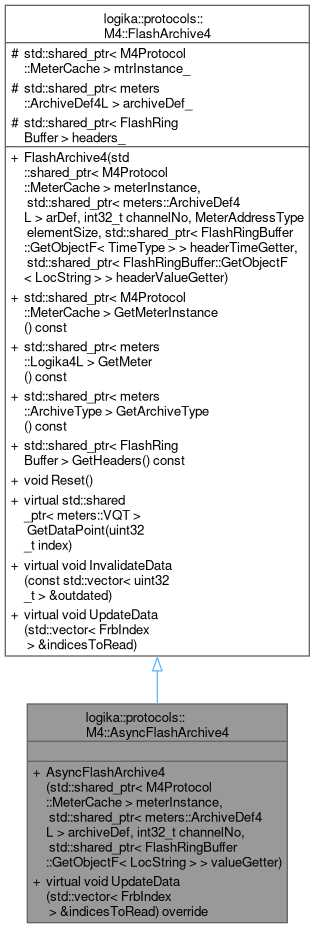 logika::protocols::
M4::FlashArchive4
# std::shared_ptr< M4Protocol
::MeterCache > mtrInstance_
# std::shared_ptr< meters
::ArchiveDef4L > archiveDef_
# std::shared_ptr< FlashRing
Buffer > headers_
+ FlashArchive4(std
::shared_ptr< M4Protocol
::MeterCache > meterInstance,
std::shared_ptr< meters::ArchiveDef4
L > arDef, int32_t channelNo, MeterAddressType
elementSize, std::shared_ptr< FlashRingBuffer
::GetObjectF< TimeType > > headerTimeGetter,
std::shared_ptr< FlashRingBuffer::GetObjectF
< LocString > > headerValueGetter)
+ std::shared_ptr< M4Protocol
::MeterCache > GetMeterInstance
() const
+ std::shared_ptr< meters
::Logika4L > GetMeter
() const
+ std::shared_ptr< meters
::ArchiveType > GetArchiveType
() const
+ std::shared_ptr< FlashRing
Buffer > GetHeaders() const
+ void Reset()
+ virtual std::shared
_ptr< meters::VQT >
GetDataPoint(uint32
_t index)
+ virtual void InvalidateData
(const std::vector< uint32
_t > &outdated)
+ virtual void UpdateData
(std::vector< FrbIndex
> &indicesToRead)
logika::protocols::
M4::AsyncFlashArchive4
+ AsyncFlashArchive4
(std::shared_ptr< M4Protocol
::MeterCache > meterInstance,
std::shared_ptr< meters::ArchiveDef4
L > archiveDef, int32_t channelNo,
std::shared_ptr< FlashRingBuffer
::GetObjectF< LocString > > valueGetter)
+ virtual void UpdateData
(std::vector< FrbIndex
> &indicesToRead) override